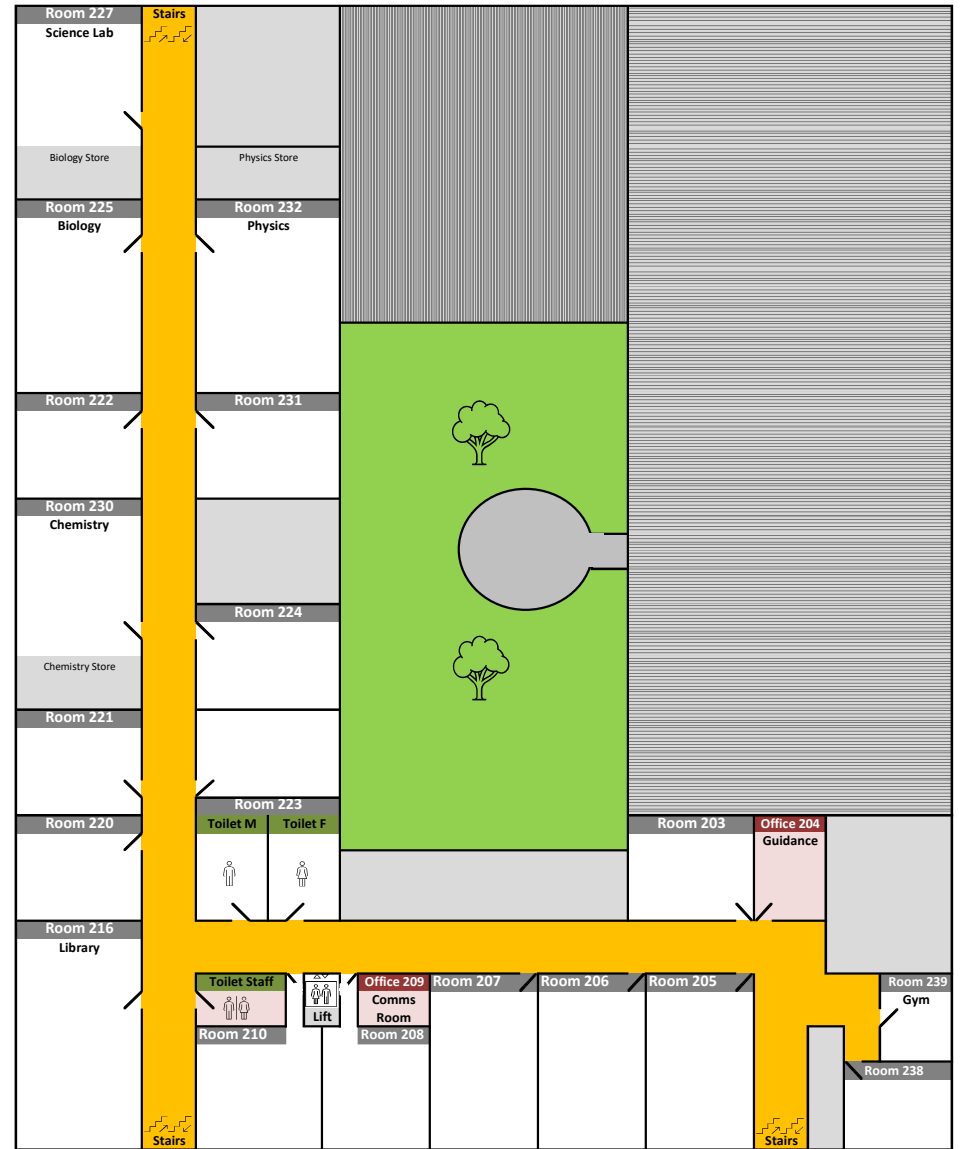 Room 227
Science Lab
Stairs
Biology Store
Physics Store
Room 225
Biology
Room 232
Physics
Room 222
Room 231
Room 230
Chemistry
Room 224
Chemistry Store
Room 221
Room 223
Room 220
Toilet M
Toilet F
Room 203
Office 204
Guidance
Room 216
Library
Toilet Staff
Lift
Office 209
Comms
Room
Room 207
Room 206
Room 205
Room 239
Gym
Room 210
Room 208
Room 238
Stairs
Stairs